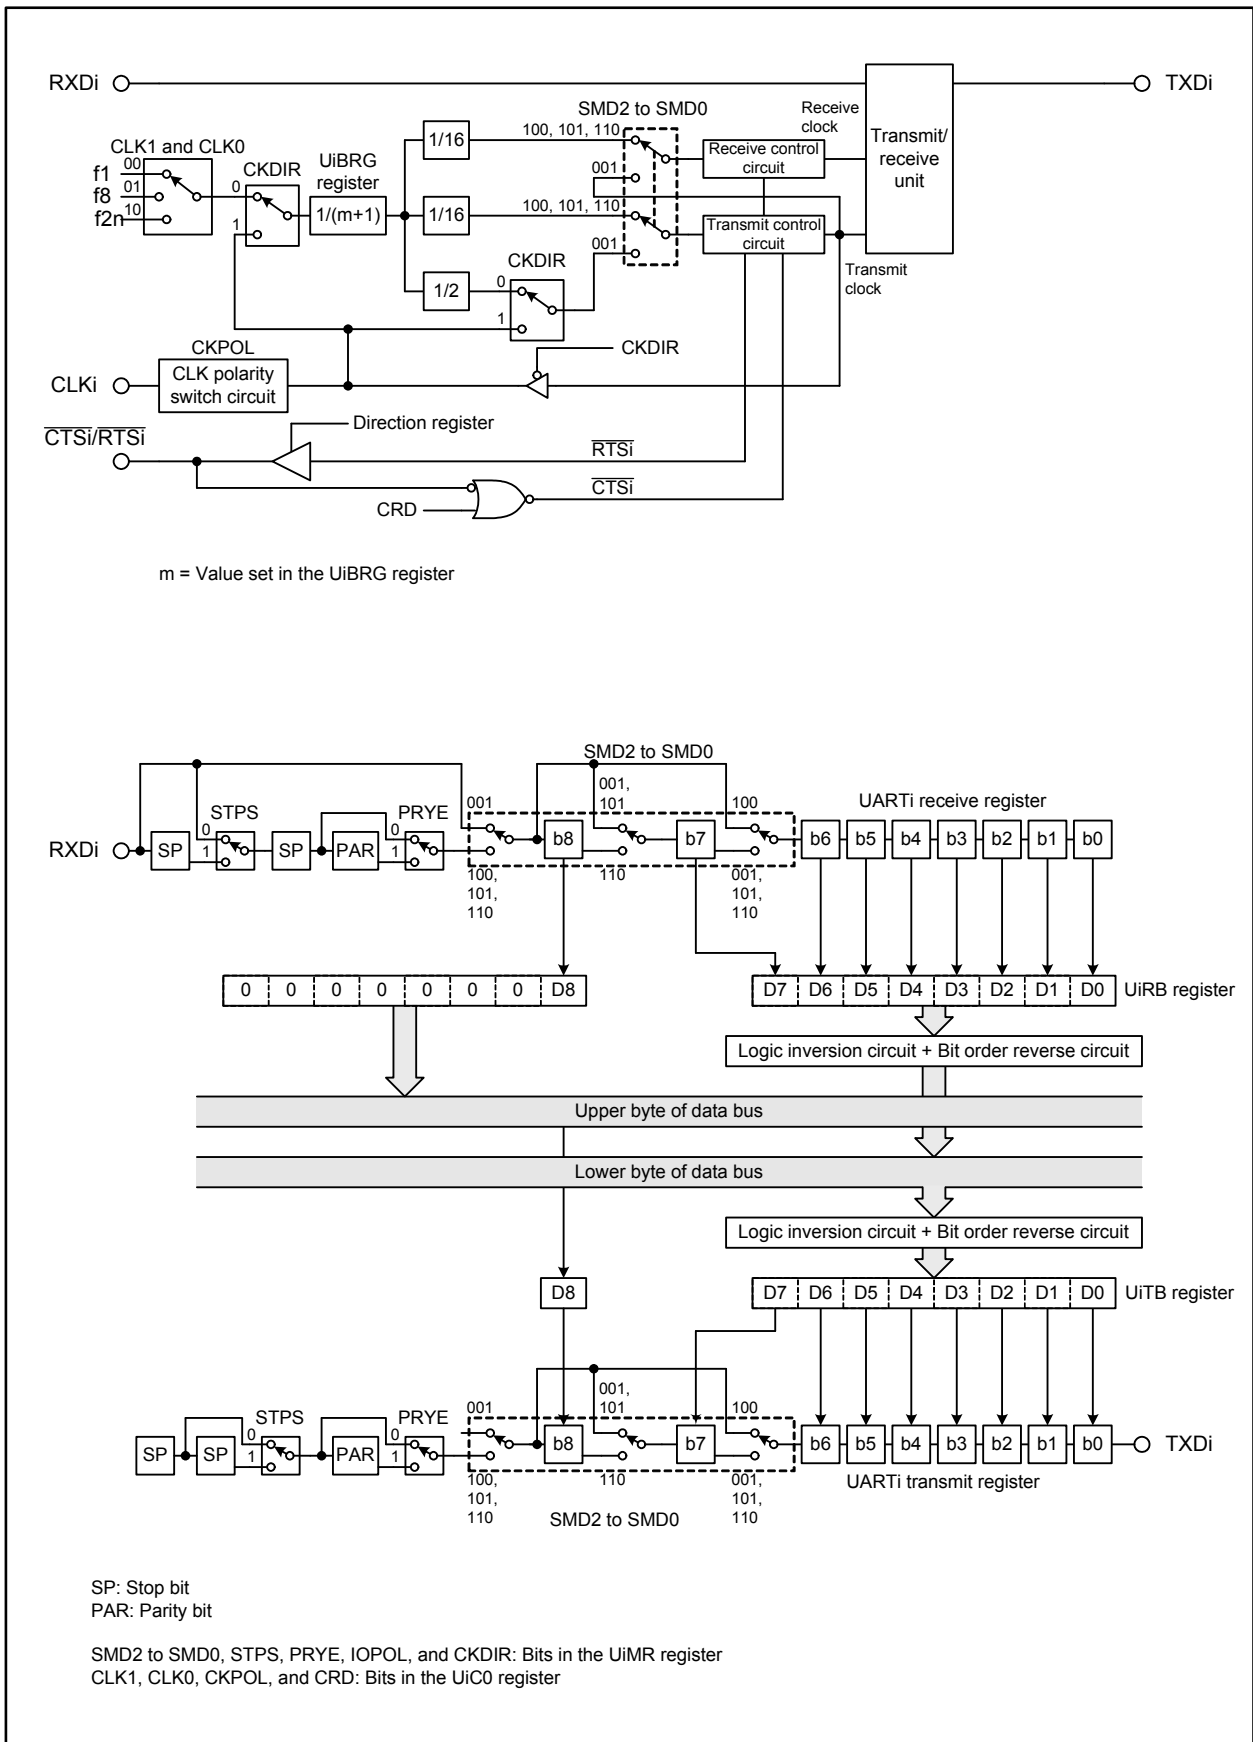 RXDi
TXDi
SMD2 to SMD0
Receive
clock
Transmit/
receive
unit
CLK1 and CLK0
CKDIR
UiBRG
register
1/16
100, 101, 110
Receive control
circuit
00
f1
01
f8
10
f2n
0
1
1/(m+1)
001
1/16
100, 101, 110
Transmit control
circuit
001
CKDIR
Transmit
clock
1/2
0
1
CKPOL
CKDIR
CLKi
CLK polarity
switch circuit
CTSi/RTSi
Direction register
RTSi
CTSi
CRD
m = Value set in the UiBRG register
SMD2 to SMD0
STPS
PRYE
001
001,
101
100
UARTi receive register
RXDi
SP
0
1
SP
PAR
0
1
b8
b7
b6 b5 b4 b3 b2 b1 b0
100,
101,
110
110
001,
101,
110
0 0 0 0 0 0 0 D8
D7 D6 D5 D4 D3 D2 D1 D0
UiRB register
Logic inversion circuit + Bit order reverse circuit
Upper byte of data bus
Lower byte of data bus
Logic inversion circuit + Bit order reverse circuit
D8
D7 D6 D5 D4 D3 D2 D1 D0
UiTB register
STPS
PRYE
001
001,
101
100
SP
SP
0
1
PAR
0
1
b8
b7
b6 b5 b4 b3 b2 b1 b0
TXDi
100,
101,
110
110
001,
101,
110
UARTi transmit register
SMD2 to SMD0
SP: Stop bit
PAR: Parity bit
SMD2 to SMD0, STPS, PRYE, IOPOL, and CKDIR: Bits in the UiMR register
CLK1, CLK0, CKPOL, and CRD: Bits in the UiC0 register